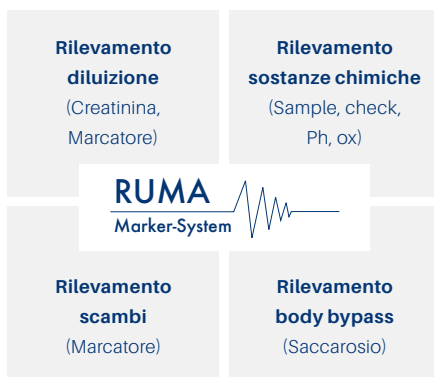 Rilevamento
diluizione
(Creatinina,
Marcatore)
Rilevamento
sostanze chimiche
(Sample, check,
Ph, ox)
RUMA
Marker-System
Rilevamento
scambi
(Marcatore)
Rilevamento
body bypass
(Saccarosio)